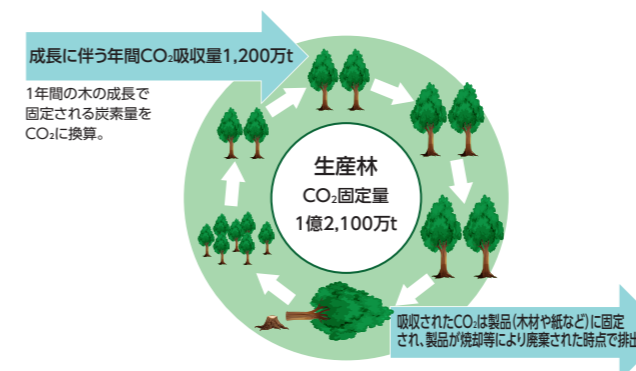 成長に伴う年間CO₂吸収量1,200万t
1年間の木の成長で
固定される炭素量を
CO₂に換算。
生産林
CO₂固定量
1億2,100万t
吸収されたCO₂は製品(木材や紙など)に固定
され、製品が焼却等により廃棄された時点で排出